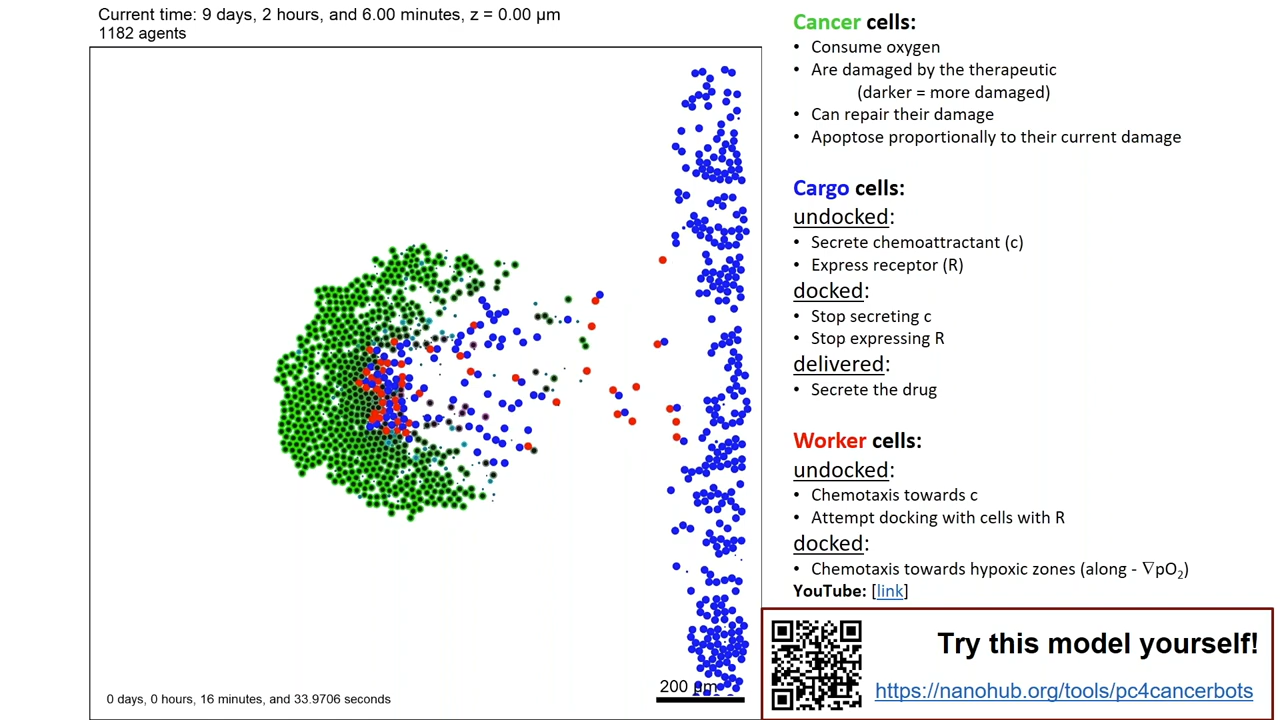 Current time: 9 days, 2 hours, and 6.00 minutes, z = 0.00 μm
1182 agents
0 days, 0 hours, 16 minutes, and 33.9706 seconds
200 μm
Cancer cells:
• Consume oxygen
• Are damaged by the therapeutic
(darker = more damaged)
• Can repair their damage
• Apoptose proportionally to their current damage
Cargo cells:
undocked:
• Secrete chemoattractant (c)
• Express receptor (R)
docked:
• Stop secreting c
• Stop expressing R
delivered:
• Secrete the drug
Worker cells:
undocked:
• Chemotaxis towards c
• Attempt docking with cells with R
docked:
• Chemotaxis towards hypoxic zones (along - ∇pO₂)
YouTube: [link]
Try this model yourself!
https://nanohub.org/tools/pc4cancerbots